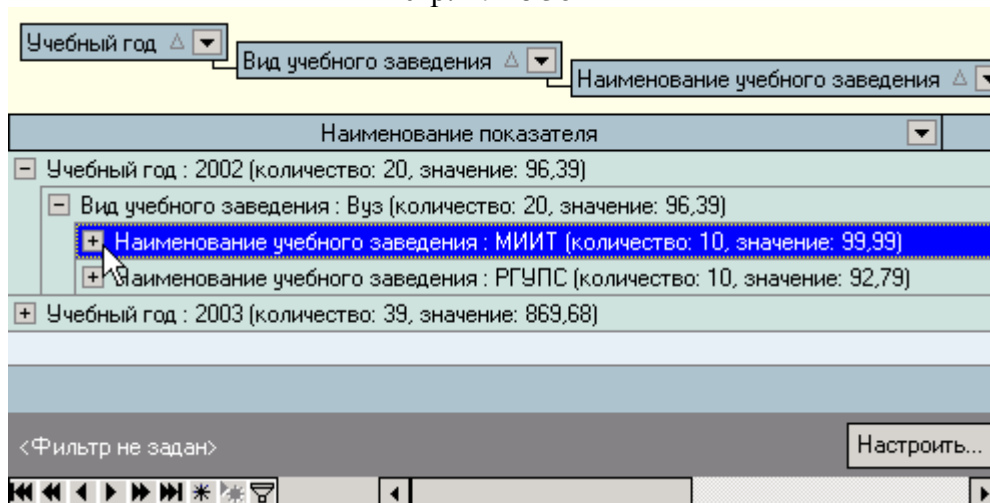 Учебный год
Вид учебного заведения
Наименование учебного заведения
Наименование показателя
Учебный год : 2002 (количество: 20, значение: 96,39)
Вид учебного заведения : Вуз (количество: 20, значение: 96,39)
Наименование учебного заведения : МИИТ (количество: 10, значение: 99,99)
Наименование учебного заведения : РГУПС (количество: 10, значение: 92,79)
Учебный год : 2003 (количество: 39, значение: 869,68)
<Фильтр не задан>
Настроить...